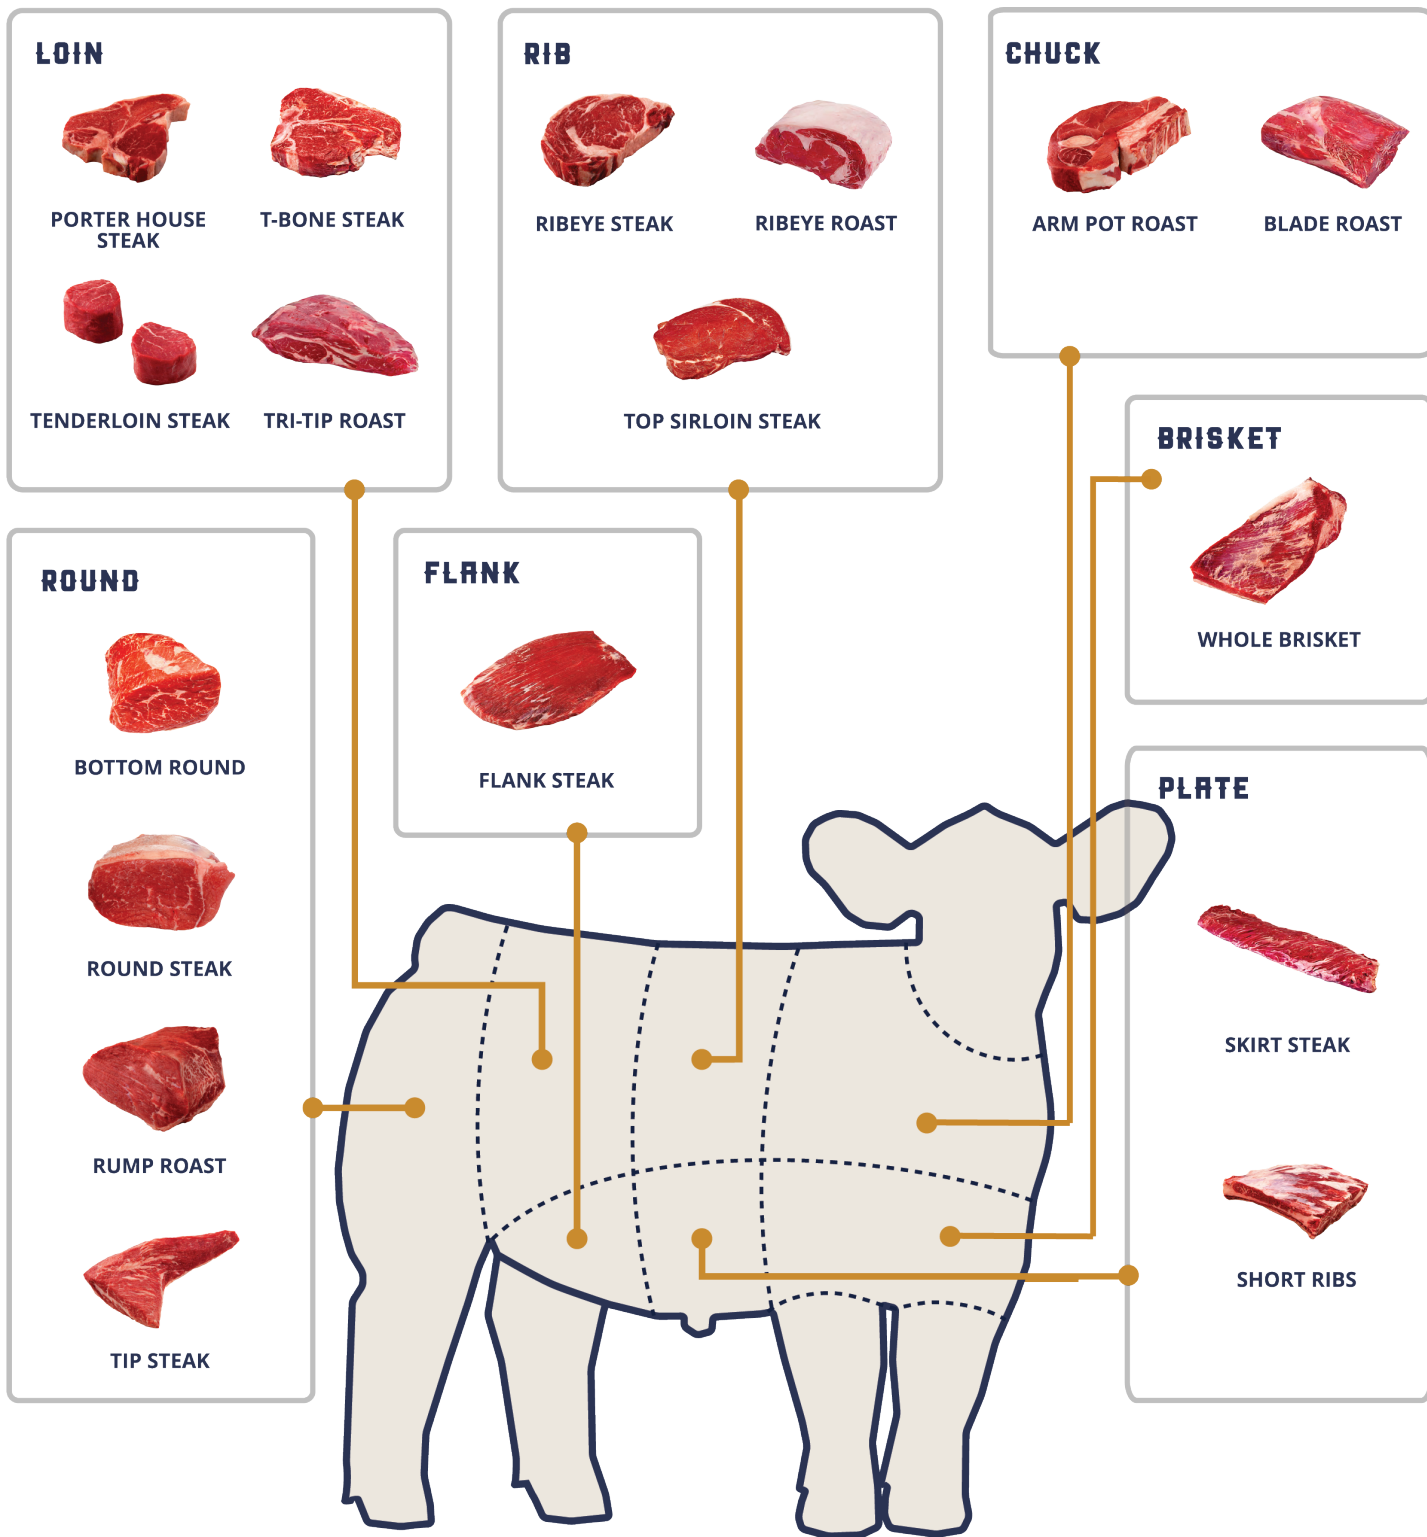 LOIN
PORTER HOUSE
STEAK
T-BONE STEAK
TENDERLOIN STEAK
TRI-TIP ROAST
RIB
RIBEYE STEAK
RIBEYE ROAST
TOP SIRLOIN STEAK
CHUCK
ARM POT ROAST
BLADE ROAST
BRISKET
WHOLE BRISKET
ROUND
BOTTOM ROUND
ROUND STEAK
RUMP ROAST
TIP STEAK
FLANK
FLANK STEAK
PLATE
SKIRT STEAK
SHORT RIBS